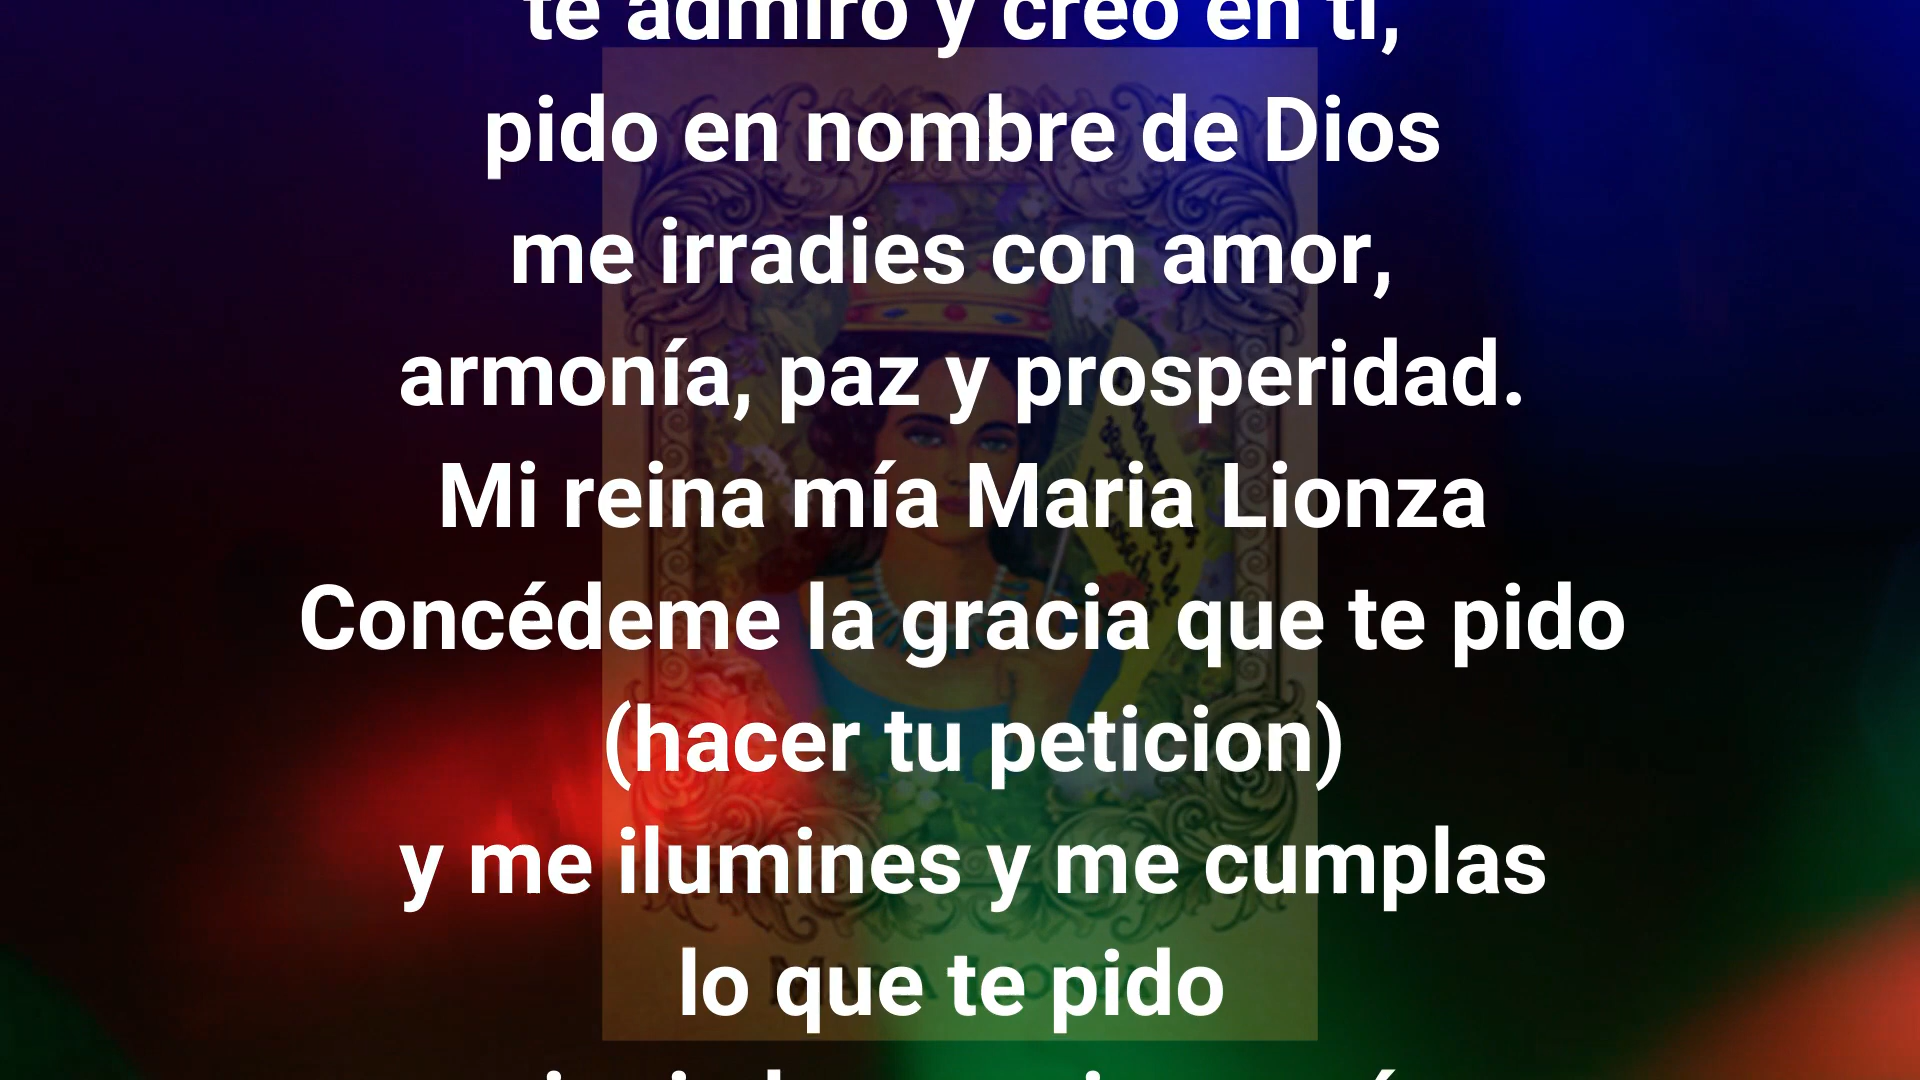 te admiro y creo en ti,
pido en nombre de Dios
me irradies con amor,
armonía, paz y prosperidad.
Mi reina mía Maria Lionza
Concédeme la gracia que te pido
(hacer tu peticion)
y me ilumines y me cumplas
lo que te pido